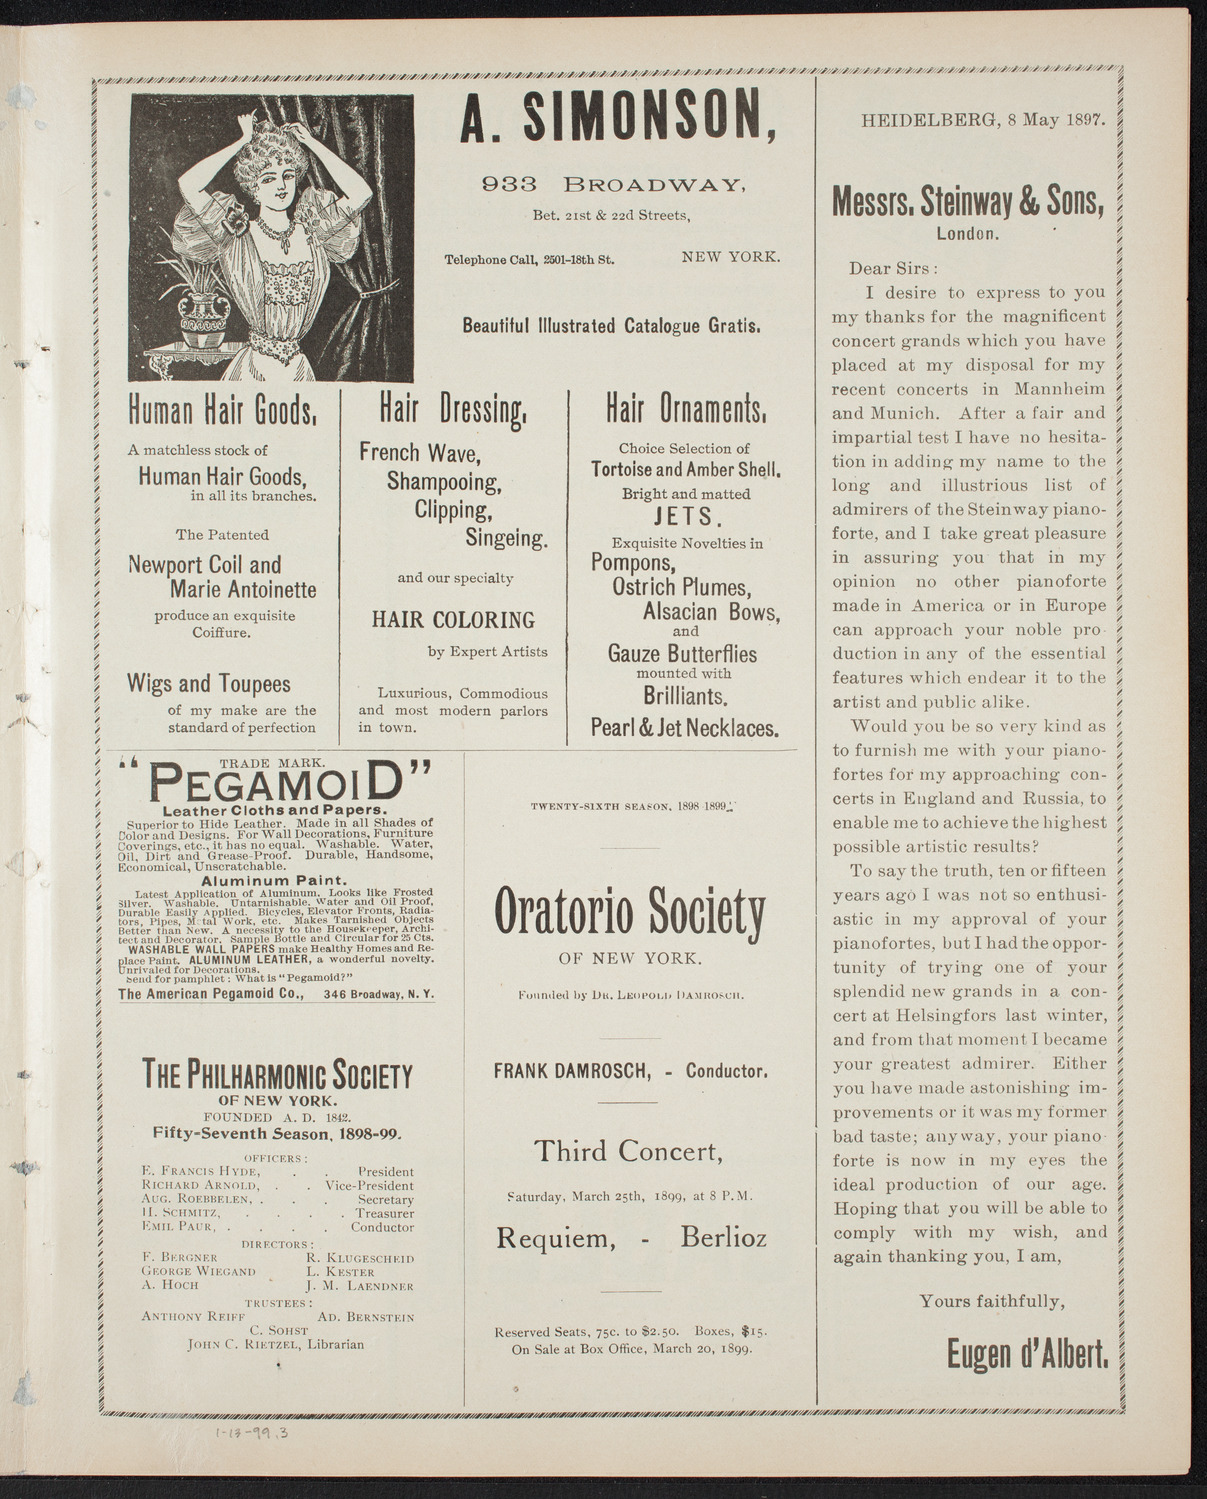 A. SIMONSON,
933 BROADWAY,
Bet. 21st & 22d Streets,
Telephone Call, 2501-18th St. NEW YORK.
Beautiful Illustrated Catalogue Gratis.
Human Hair Goods,
A matchless stock of
Human Hair Goods,
in all its branches.
The Patented
Newport Coil and
Marie Antoinette
produce an exquisite
Coiffure.
Wigs and Toupees
of my make are the
standard of perfection
Hair Dressing,
French Wave,
Shampooing,
Clipping,
Singeing.
and our specialty
HAIR COLORING
by Expert Artists
Luxurious, Commodious
and most modern parlors
in town.
Hair Ornaments,
Choice Selection of
Tortoise and Amber Shell.
Bright and matted
JETS.
Exquisite Novelties in
Pompons,
Ostrich Plumes,
Alsacian Bows,
and
Gauze Butterflies
mounted with
Brilliants.
Pearl & Jet Necklaces.
TRADE MARK.
"PEGAMOID"
Leather Cloths and Papers.
Superior to Hide Leather. Made in all Shades of
Color and Designs. For Wall Decorations, Furniture
Coverings, etc., it has no equal. Washable. Water,
Oil, Dirt and Grease-Proof. Durable, Handsome,
Economical, Unscratchable.
Aluminum Paint.
Latest Application of Aluminum. Looks like Frosted
Silver. Washable. Untarnishable. Water and Oil Proof,
Durable Easily Applied. Bicycles, Elevator Fronts, Radia-
tors, Pipes, Metal Work, etc. Makes Tarnished Objects
Better than New. A necessity to the Housekeeper, Archi-
tect and Decorator. Sample Bottle and Circular for 25 Cts.
WASHABLE WALL PAPERS make Healthy Homes and Re-
place Paint. ALUMINUM LEATHER, a wonderful novelty.
Unrivaled for Decorations.
Send for pamphlet: What is "Pegamoid?"
The American Pegamoid Co., 346 Broadway, N. Y.
THE PHILHARMONIC SOCIETY
OF NEW YORK.
FOUNDED A. D. 1842.
Fifty-Seventh Season, 1898-99.
OFFICERS:
E. FRANCIS HYDE, . . President
RICHARD ARNOLD, . . Vice-President
AUG. ROEBBELEN, . . . Secretary
H. SCHMITZ, . . . . Treasurer
EMIL PAUR, . . . . Conductor
DIRECTORS:
F. BERGNER R. KLUGESCHEID
GEORGE WIEGAND L. KESTER
A. HOCH J. M. LAENDNER
TRUSTEES:
ANTHONY REIFF AD. BERNSTEIN
C. SOHST
JOHN C. RIETZEL, Librarian
TWENTY-SIXTH SEASON, 1898-1899.
Oratorio Society
OF NEW YORK.
Founded by DR. LEOPOLD DAMROSCH.
FRANK DAMROSCH, - Conductor.
Third Concert,
Saturday, March 25th, 1899, at 8 P.M.
Requiem, - Berlioz
Reserved Seats, 75c. to $2.50. Boxes, $15.
On Sale at Box Office, March 20, 1899.
HEIDELBERG, 8 May 1897.
Messrs. Steinway & Sons,
London.
Dear Sirs:
I desire to express to you
my thanks for the magnificent
concert grands which you have
placed at my disposal for my
recent concerts in Mannheim
and Munich. After a fair and
impartial test I have no hesita-
tion in adding my name to the
long and illustrious list of
admirers of the Steinway piano-
forte, and I take great pleasure
in assuring you that in my
opinion no other pianoforte
made in America or in Europe
can approach your noble pro-
duction in any of the essential
features which endear it to the
artist and public alike.
Would you be so very kind as
to furnish me with your piano-
fortes for my approaching con-
certs in England and Russia, to
enable me to achieve the highest
possible artistic results?
To say the truth, ten or fifteen
years ago I was not so enthusi-
astic in my approval of your
pianofortes, but I had the oppor-
tunity of trying one of your
splendid new grands in a con-
cert at Helsingfors last winter,
and from that moment I became
your greatest admirer. Either
you have made astonishing im-
provements or it was my former
bad taste; anyway, your piano-
forte is now in my eyes the
ideal production of our age.
Hoping that you will be able to
comply with my wish, and
again thanking you, I am,
Yours faithfully,
Eugen d'Albert.
1-13-99.3